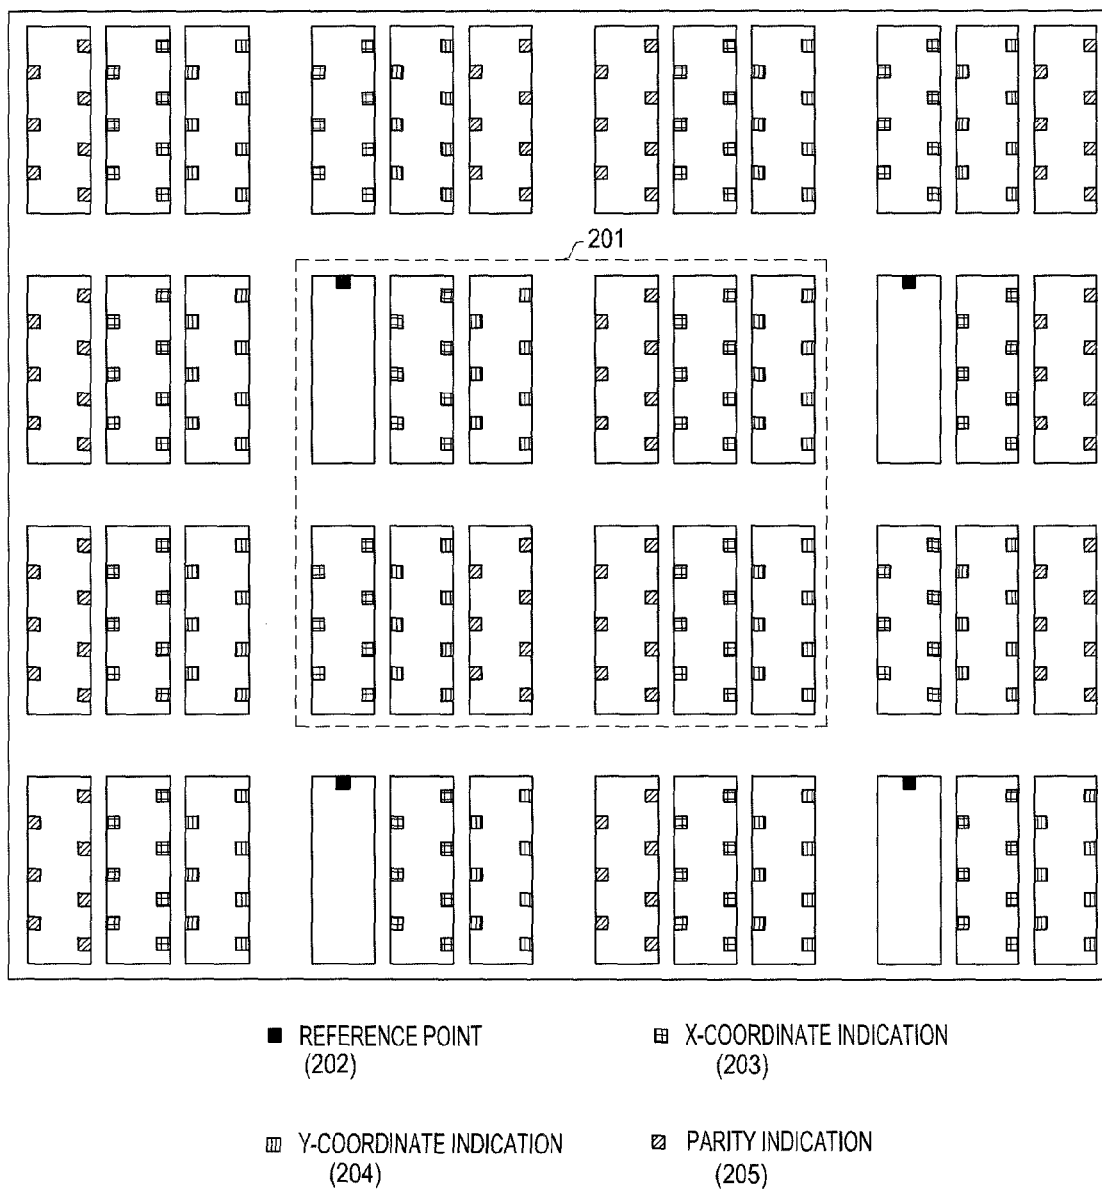 201
REFERENCE POINT
(202)
X-COORDINATE INDICATION
(203)
Y-COORDINATE INDICATION
(204)
PARITY INDICATION
(205)